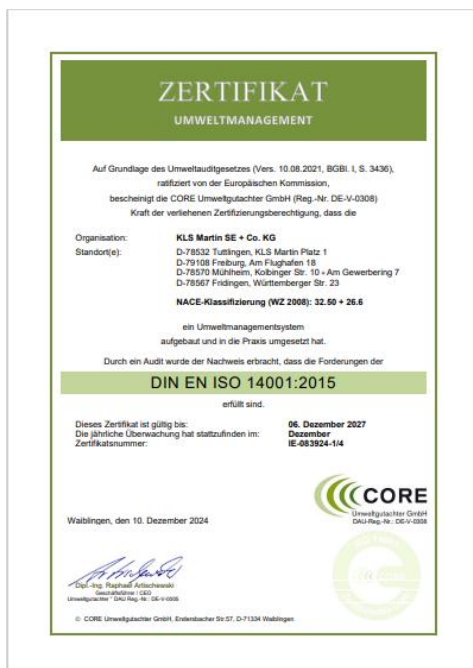 ZERTIFIKAT
UMWELTMANAGEMENT
Auf Grundlage des Umweltauditgesetzes (Vers. 10.08.2021, BGBl. I, S. 3436),
ratifiziert von der Europäischen Kommission,
bescheinigt die CORE Umweltgutachter GmbH (Reg.-Nr. DE-V-0308)
Kraft der verliehenen Zertifizierungsberechtigung, dass die
Organisation: KLS Martin SE + Co. KG
Standort(e): D-78532 Tuttlingen, KLS Martin Platz 1
D-79108 Freiburg, Am Flughafen 18
D-78570 Mühlheim, Kolbinger Str. 10 + Am Gewerbering 7
D-78567 Fridingen, Württemberger Str. 23
NACE-Klassifizierung (WZ 2008): 32.50 + 26.6
ein Umweltmanagementsystem
aufgebaut und in die Praxis umgesetzt hat.
Durch ein Audit wurde der Nachweis erbracht, dass die Forderungen der
DIN EN ISO 14001:2015
erfüllt sind.
Dieses Zertifikat ist gültig bis: 06. Dezember 2027
Die jährliche Überwachung hat stattzufinden im: Dezember
Zertifikatsnummer: IE-083924-1/4
CORE
Umweltgutachter GmbH
DAU-Reg.-Nr.: DE-V-0308
Waiblingen, den 10. Dezember 2024
Dipl.-Ing. Raphael Artischewski
Geschäftsführer / CEO
Umweltgutachter * DAU Reg.-Nr.: DE-V-0005
© CORE Umweltgutachter GmbH, Endersbacher Str.57, D-71334 Waiblingen